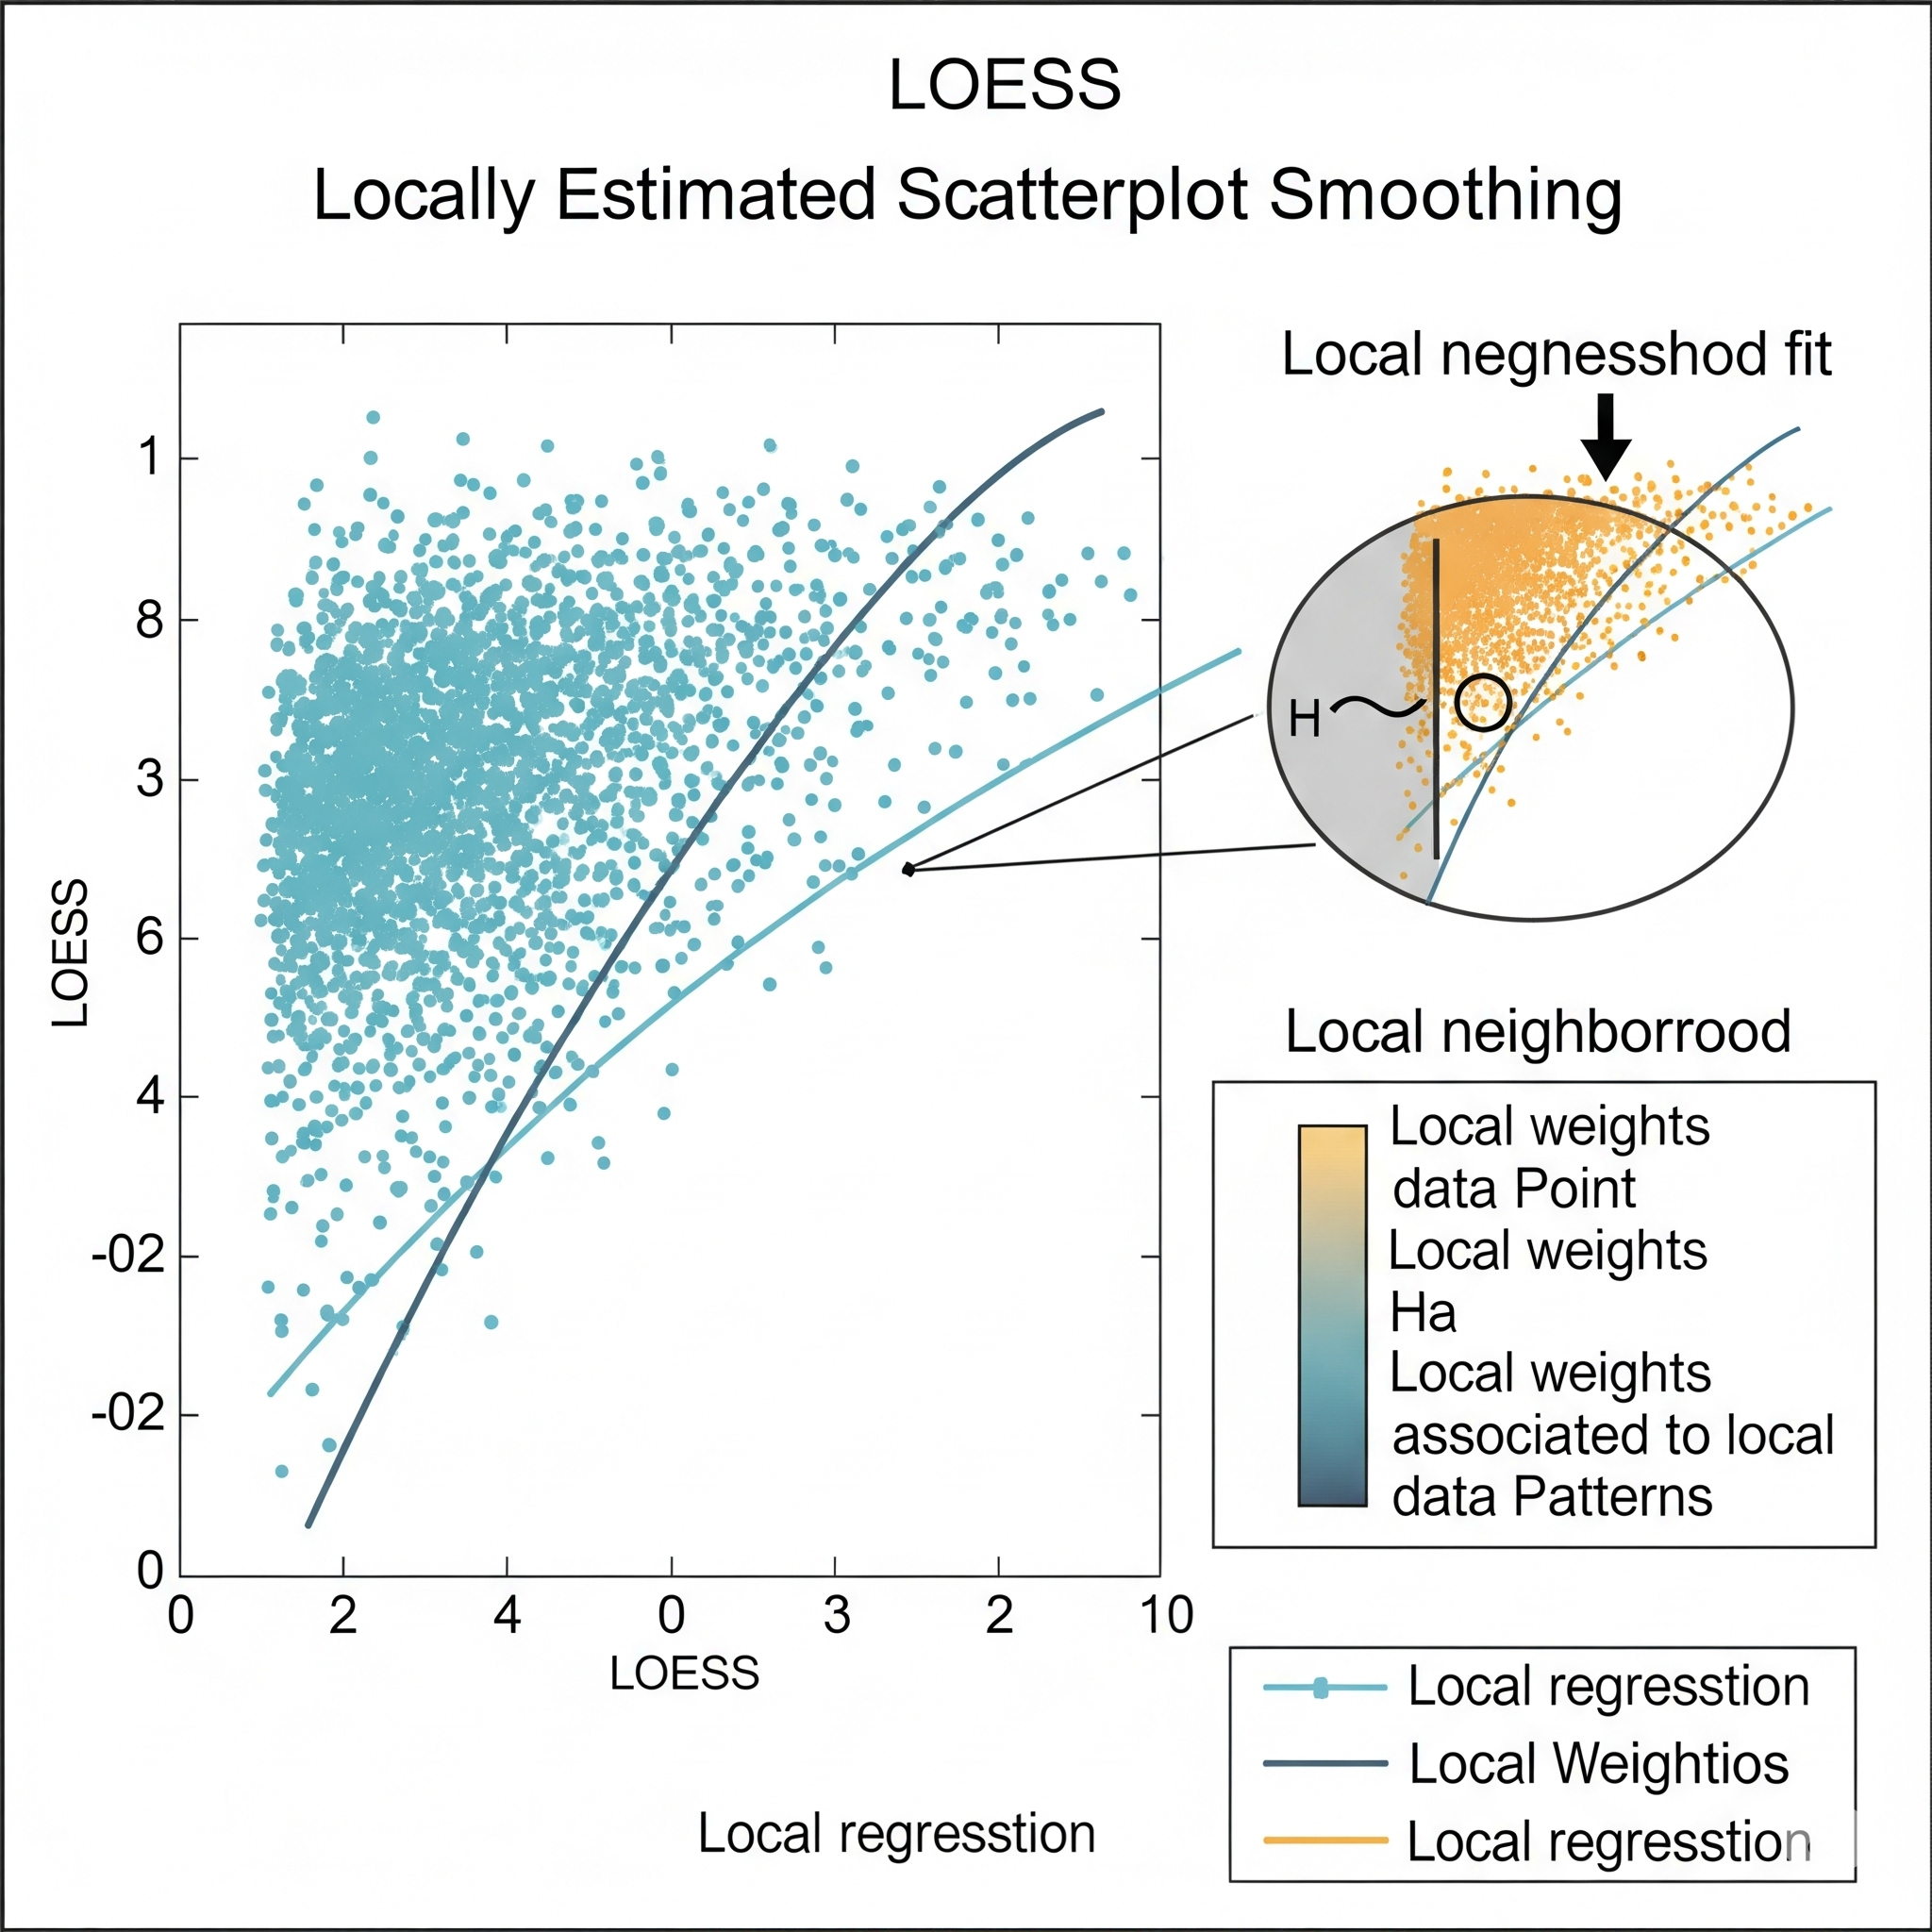 LOESS
Locally Estimated Scatterplot Smoothing
Local negnesshod fit
1
8
3
6
4
-02
-02
0
LOESS
0 2 4 0 3 2 10
LOESS
H
Local neighborrood
Local weights
data Point
Local weights
Ha
Local weights
associated to local
data Patterns
Local regresstion
Local Weightios
Local regresstion
Local regresstion